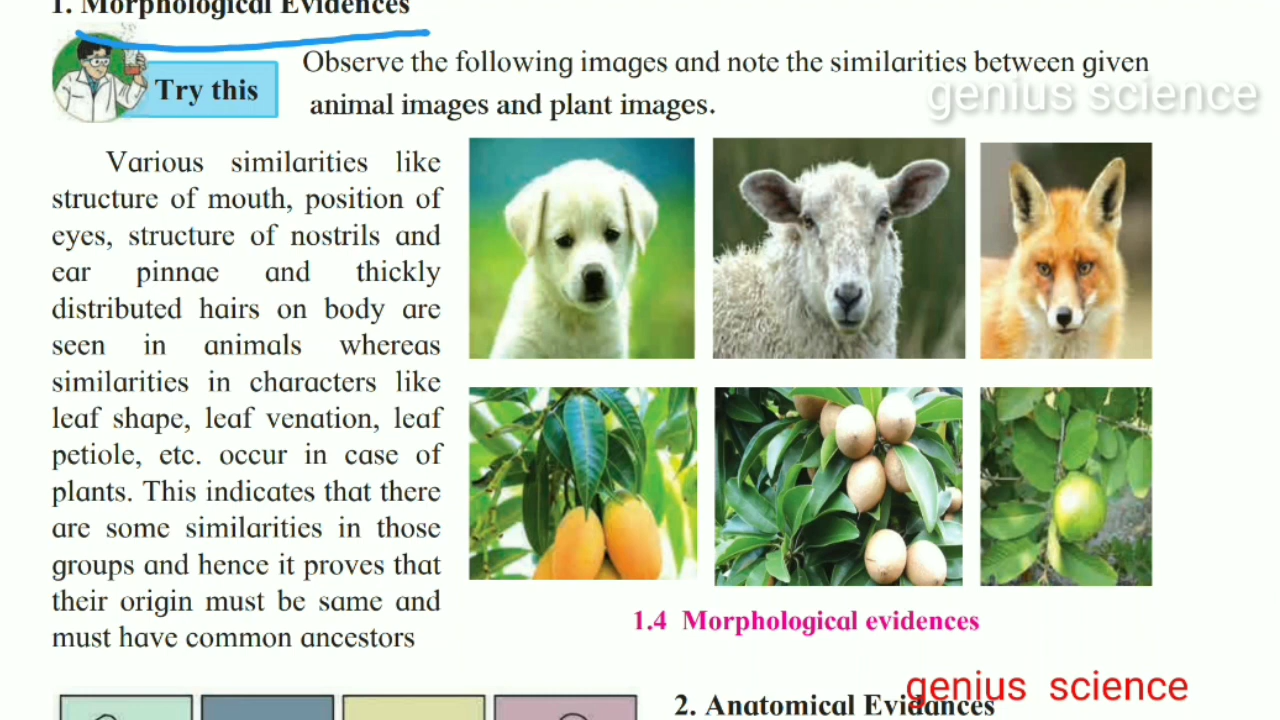 1. Morphological Evidences
Try this
Observe the following images and note the similarities between given
animal images and plant images.
genius science
Various similarities like
structure of mouth, position of
eyes, structure of nostrils and
ear pinnae and thickly
distributed hairs on body are
seen in animals whereas
similarities in characters like
leaf shape, leaf venation, leaf
petiole, etc. occur in case of
plants. This indicates that there
are some similarities in those
groups and hence it proves that
their origin must be same and
must have common ancestors
1.4 Morphological evidences
genius science
2. Anatomical Evidances